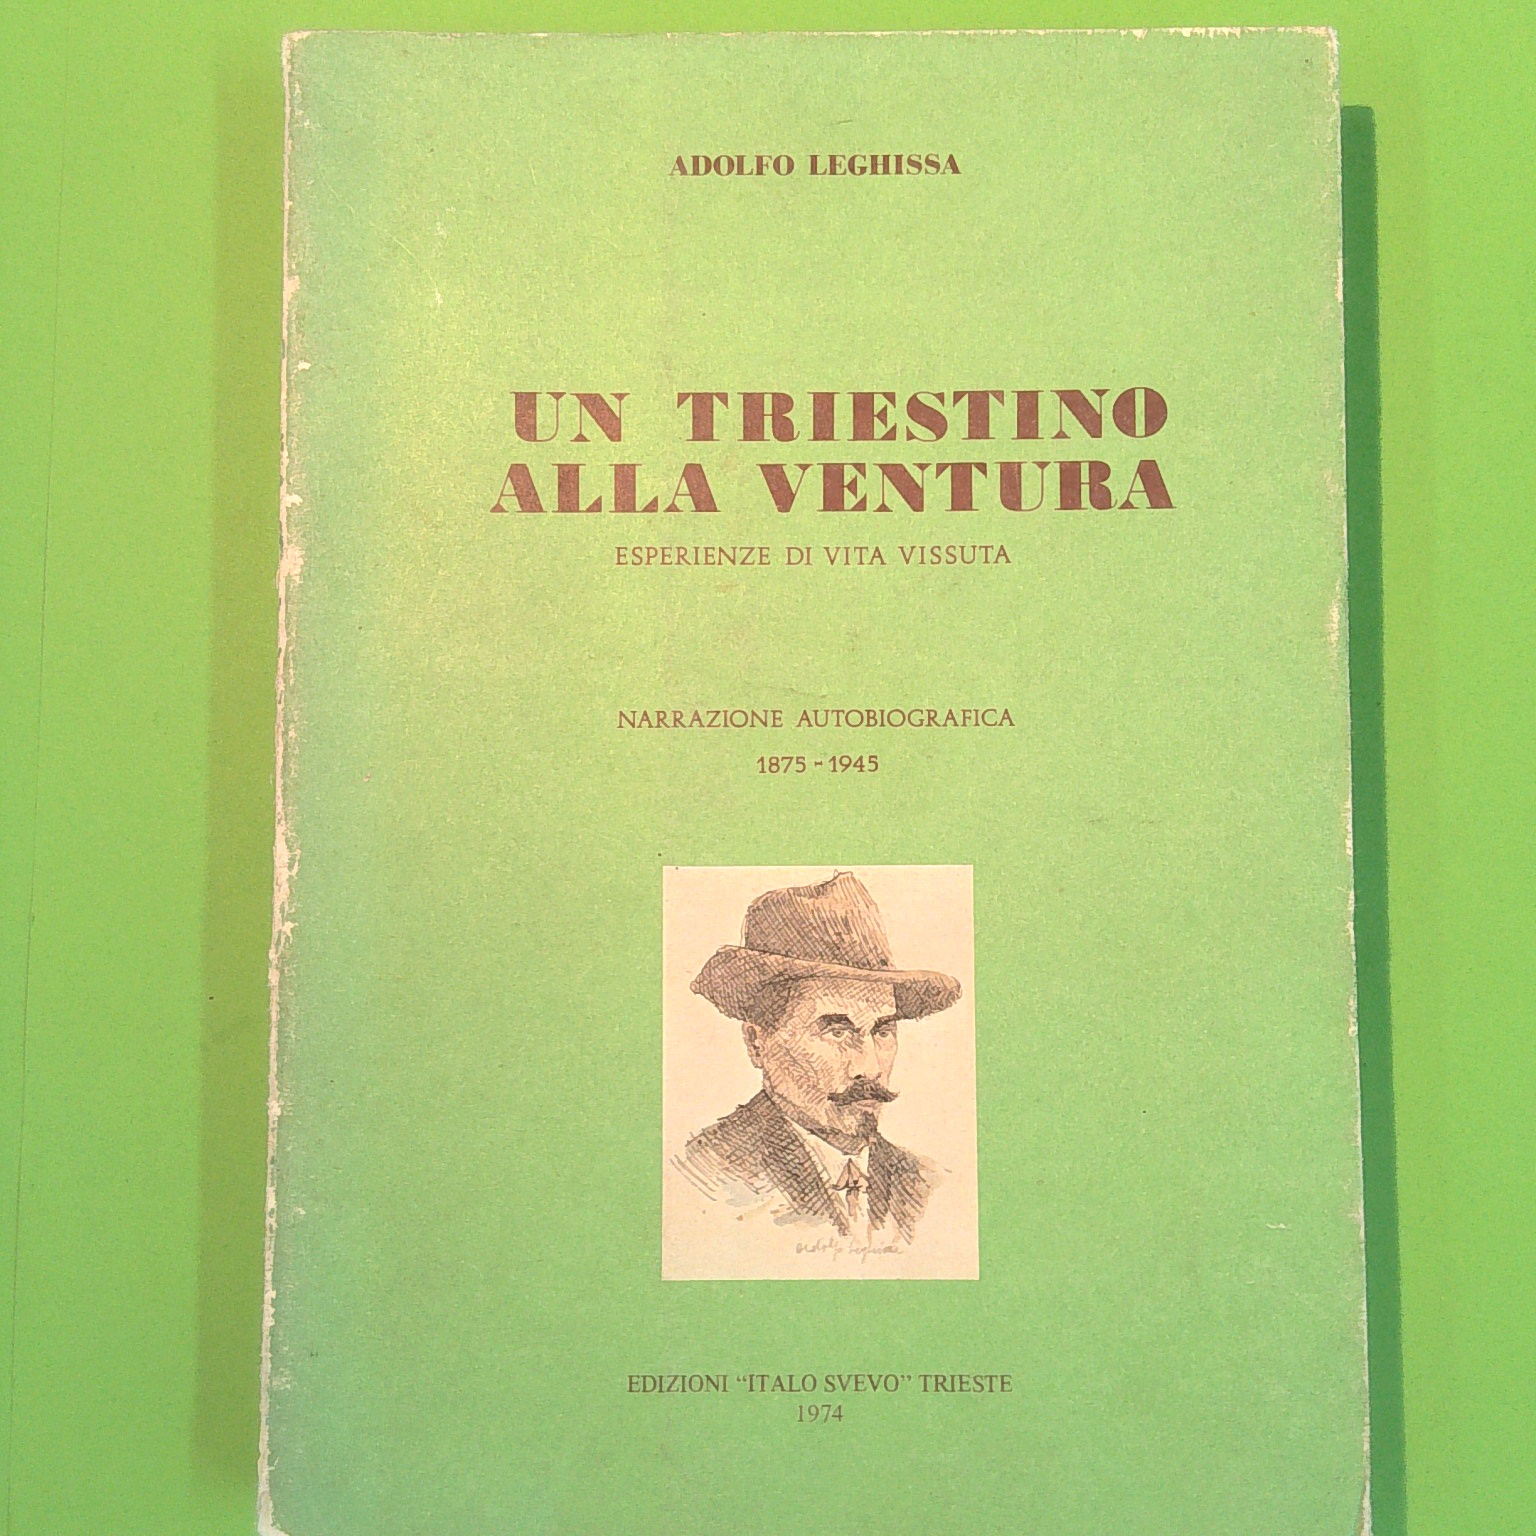 ADOLFO LEGHISSA
UN TRIESTINO
ALLA VENTURA
ESPERIENZE DI VITA VISSUTA
NARRAZIONE AUTOBIOGRAFICA
1875 - 1945
Adolfo Leghissa
EDIZIONI “ITALO SVEVO” TRIESTE
1974